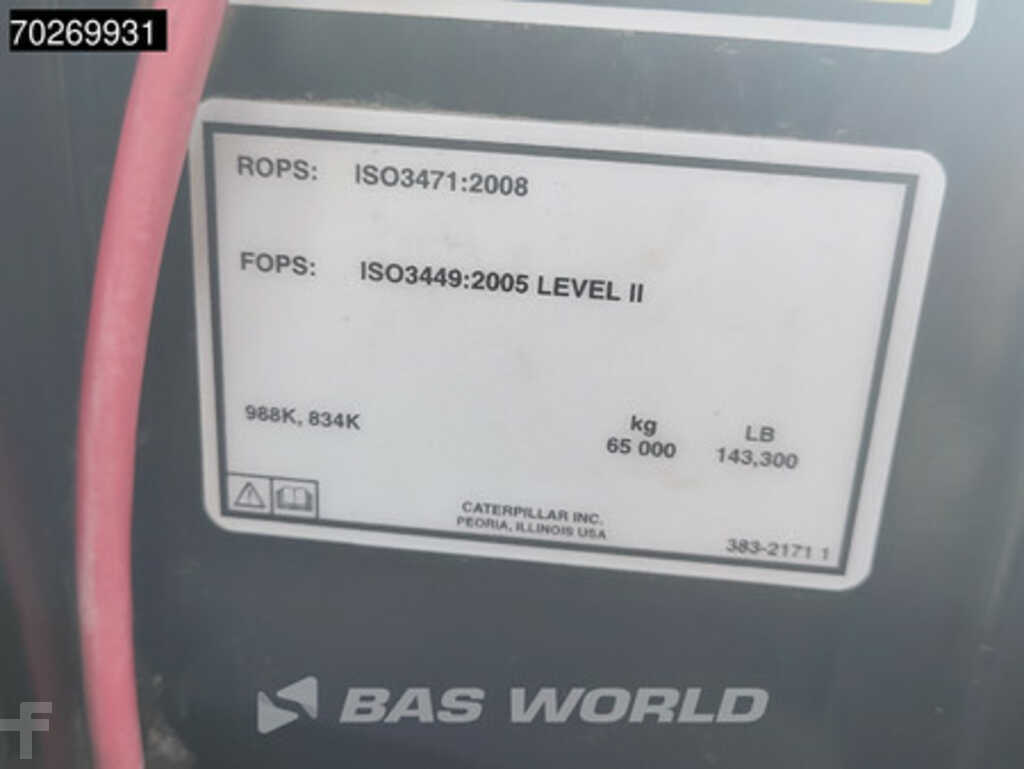 70269931
ROPS: ISO3471:2008
FOPS: ISO3449:2005 LEVEL II
988K, 834K
kg LB
65 000 143,300
CATERPILLAR INC.
PEORIA, ILLINOIS USA
383-2171 1
BAS WORLD